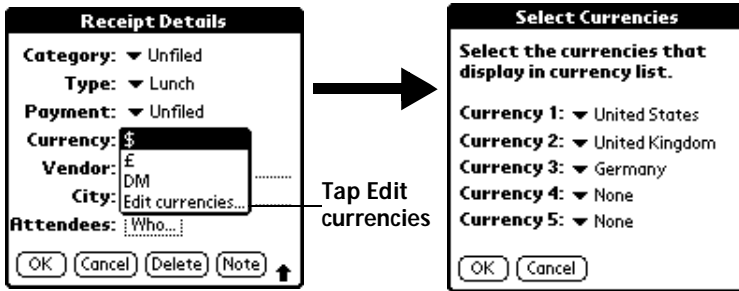 Receipt Details
Category: Unfiled
Type: Lunch
Payment: Unfiled
Currency: $
£
DM
Edit currencies...
Vendor:
City:
Attendees: Who...
OK Cancel Delete Note
Tap Edit
currencies
Select Currencies
Select the currencies that
display in currency list.
Currency 1: United States
Currency 2: United Kingdom
Currency 3: Germany
Currency 4: None
Currency 5: None
OK Cancel